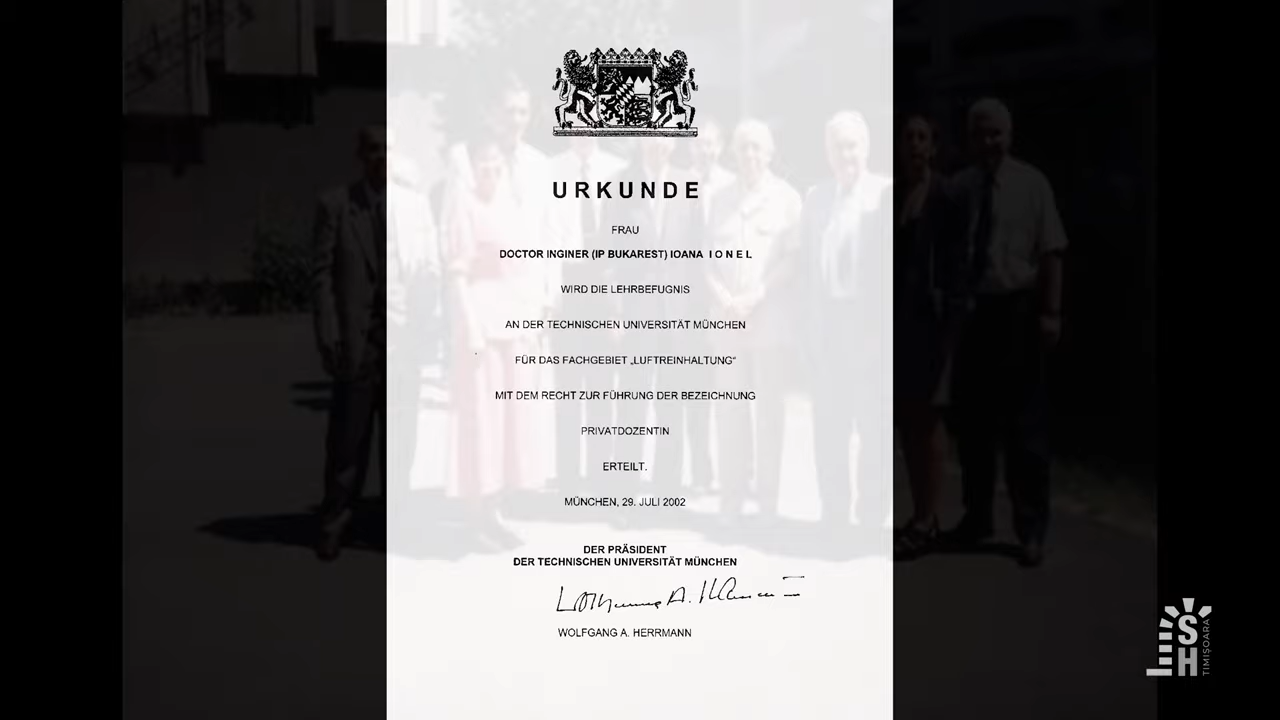 URKUNDE
FRAU
DOCTOR INGINER (IP BUKAREST) IOANA I O N E L
WIRD DIE LEHRBEFUGNIS
AN DER TECHNISCHEN UNIVERSITÄT MÜNCHEN
FÜR DAS FACHGEBIET „LUFTREINHALTUNG“
MIT DEM RECHT ZUR FÜHRUNG DER BEZEICHNUNG
PRIVATDOZENTIN
ERTEILT.
MÜNCHEN, 29. JULI 2002
DER PRÄSIDENT
DER TECHNISCHEN UNIVERSITÄT MÜNCHEN
WOLFGANG A. HERRMANN
LSH
TIMIȘOARA